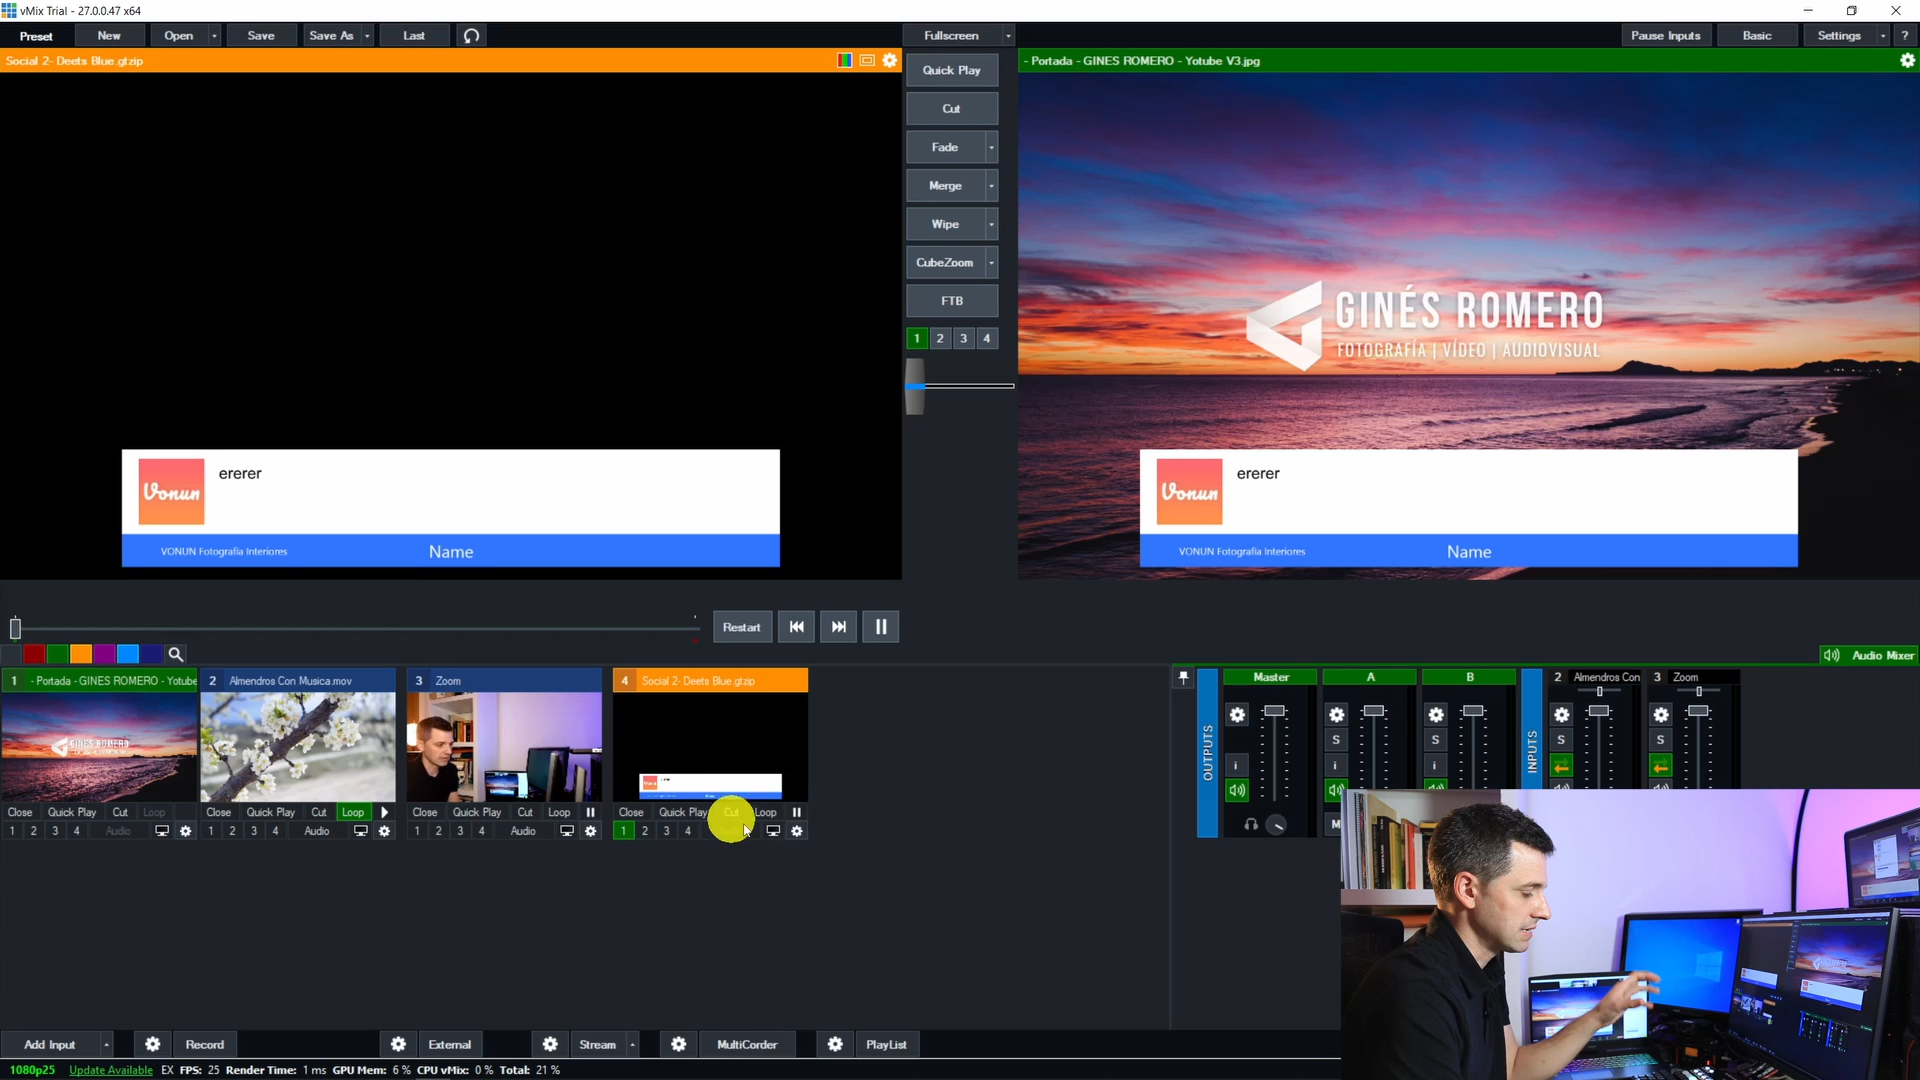 vMix Trial - 27.0.0.47 x64
Preset New Open Save Save As Last Fullscreen Pause Inputs Basic Settings ?
Social 2- Deets Blue.gtzip
- Portada - GINES ROMERO - Yotube V3.jpg
Quick Play
Cut
Fade
Merge
Wipe
CubeZoom
FTB
1 2 3 4
GINÉS ROMERO
FOTOGRAFÍA | VÍDEO | AUDIOVISUAL
Vonun
ererer
VONUN Fotografía Interiores Name
Vonun
ererer
VONUN Fotografía Interiores Name
Restart
Audio Mixer
1 - Portada - GINES ROMERO - Yotube
2 Almendros Con Musica.mov
3 Zoom
4 Social 2- Deets Blue.gtzip
GINÉS ROMERO
Close Quick Play Cut Loop
Close Quick Play Cut Loop
Close Quick Play Cut Loop
Close Quick Play Cut Loop
1 2 3 4 Audio
1 2 3 4 Audio
1 2 3 4 Audio
1 2 3 4
OUTPUTS
Master A B
S S
i i i
M
INPUTS
2 Almendros Con 3 Zoom
S S
Add Input Record External Stream MultiCorder PlayList
1080p25 Update Available EX FPS: 25 Render Time: 1 ms GPU Mem: 6 % CPU vMix: 0 % Total: 21 %